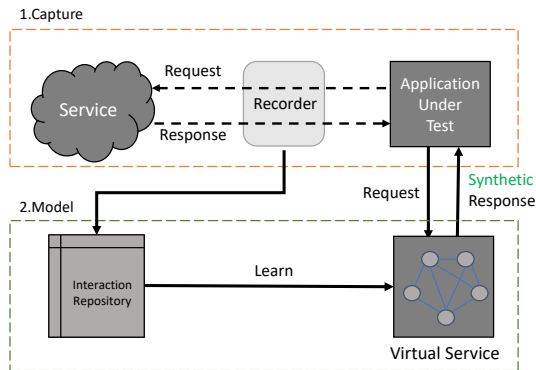 1.Capture
Request
Service
Recorder
Application
Under
Test
Response
Request
Synthetic
Response
2.Model
Interaction
Repository
Learn
Virtual Service